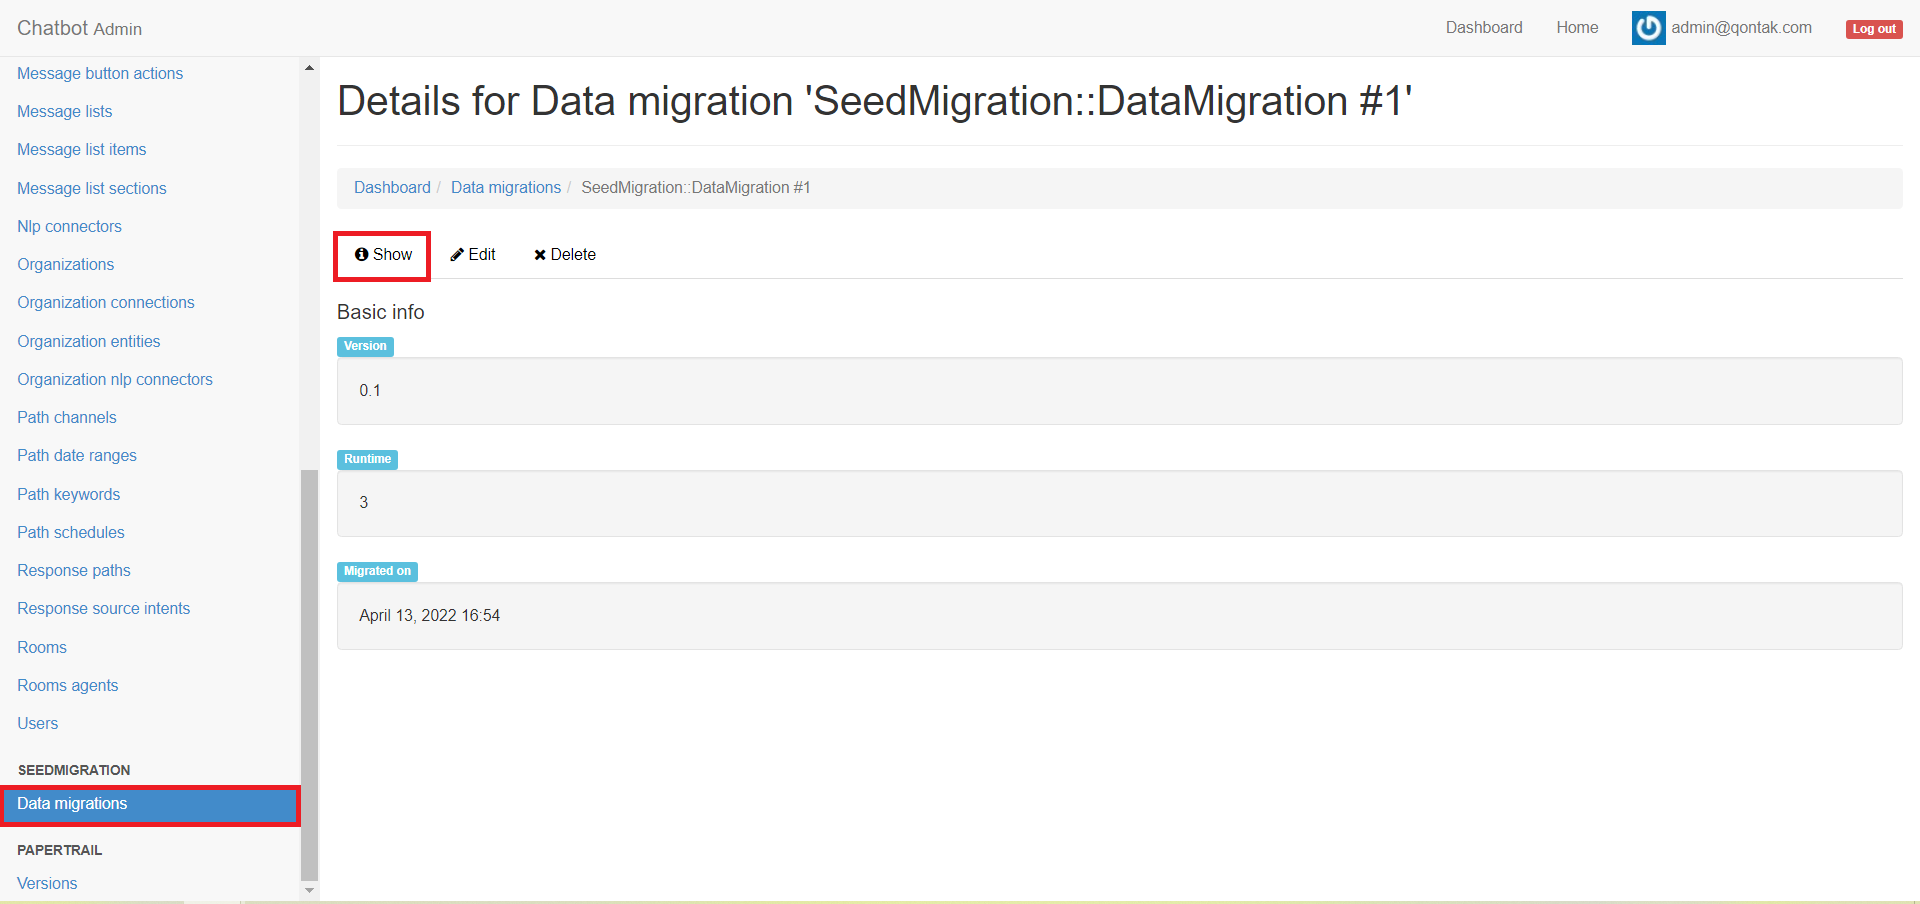 Chatbot Admin
Dashboard
Home
admin@qontak.com
Log out
Message button actions
Message lists
Message list items
Message list sections
Nlp connectors
Organizations
Organization connections
Organization entities
Organization nlp connectors
Path channels
Path date ranges
Path keywords
Path schedules
Response paths
Response source intents
Rooms
Rooms agents
Users
SEEDMIGRATION
Data migrations
PAPERTRAIL
Versions
Details for Data migration 'SeedMigration::DataMigration #1'
Dashboard / Data migrations / SeedMigration::DataMigration #1
Show
Edit
Delete
Basic info
Version
0.1
Runtime
3
Migrated on
April 13, 2022 16:54